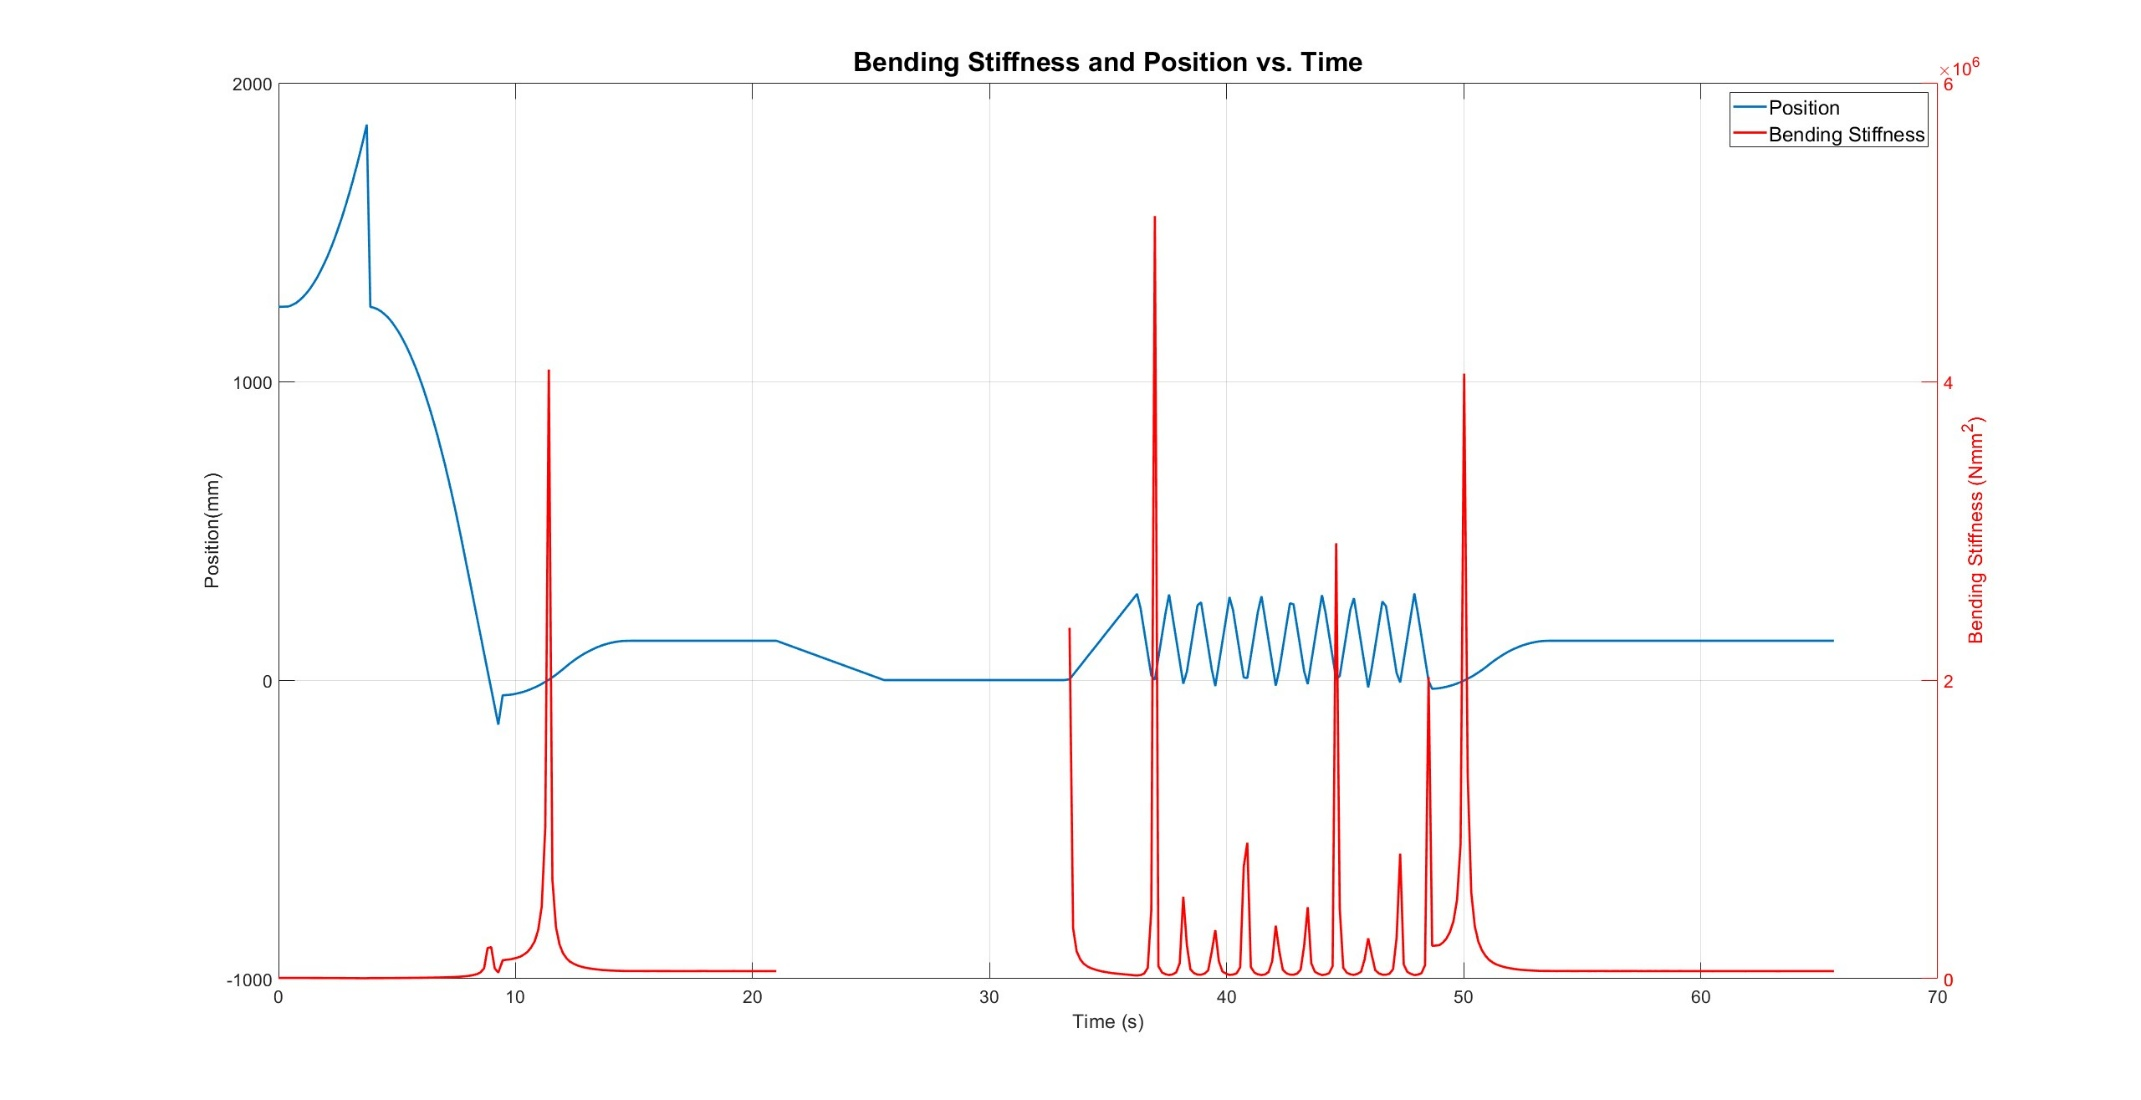 Bending Stiffness and Position vs. Time
×10^6
2000
1000
0
-1000
Position(mm)
6
4
2
0
Bending Stiffness (Nmm^2)
Position
Bending Stiffness
0 10 20 30 40 50 60 70
Time (s)